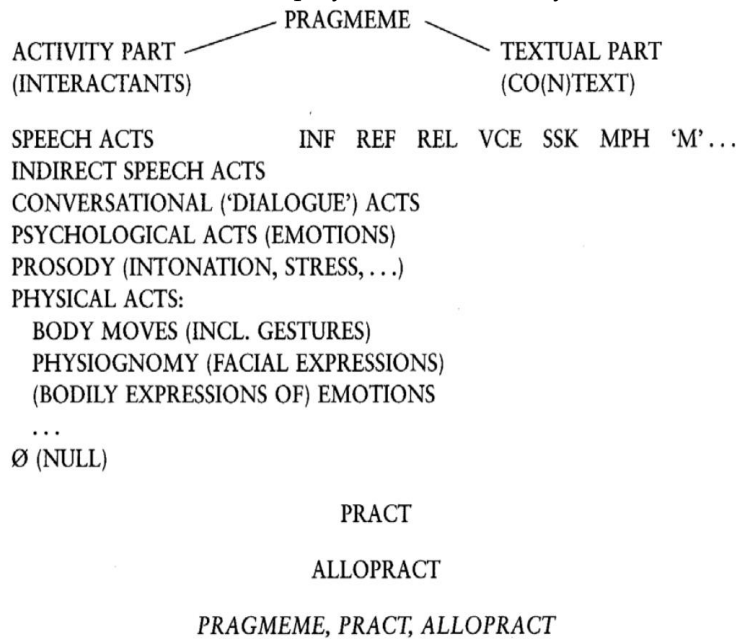 PRAGMEME
ACTIVITY PART TEXTUAL PART
(INTERACTANTS) (CO(N)TEXT)
SPEECH ACTS INF REF REL VCE SSK MPH ‘M’...
INDIRECT SPEECH ACTS
CONVERSATIONAL (‘DIALOGUE’) ACTS
PSYCHOLOGICAL ACTS (EMOTIONS)
PROSODY (INTONATION, STRESS, ...)
PHYSICAL ACTS:
BODY MOVES (INCL. GESTURES)
PHYSIOGNOMY (FACIAL EXPRESSIONS)
(BODILY EXPRESSIONS OF) EMOTIONS
...
Ø (NULL)
PRACT
ALLOPRACT
PRAGMEME, PRACT, ALLOPRACT